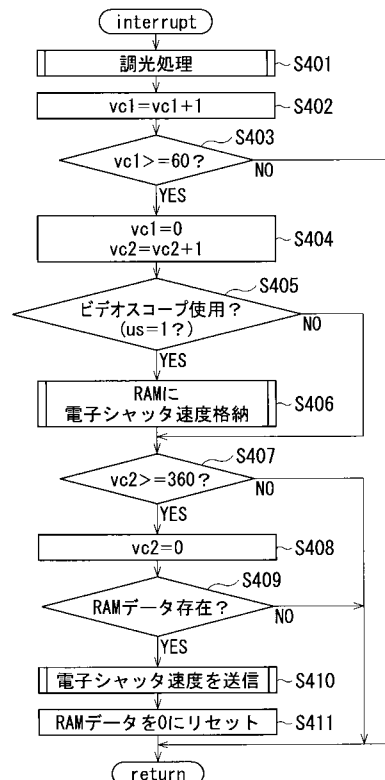 interrupt
調光処理
S401
vc1=vc1+1
S402
S403
vc1>=60?
NO
YES
vc1=0
vc2=vc2+1
S404
S405
ビデオスコープ使用?
(us=1?)
NO
YES
RAMに
電子シャッタ速度格納
S406
S407
vc2>=360?
NO
YES
vc2=0
S408
S409
RAMデータ存在?
NO
YES
電子シャッタ速度を送信
S410
RAMデータを0にリセット
S411
return